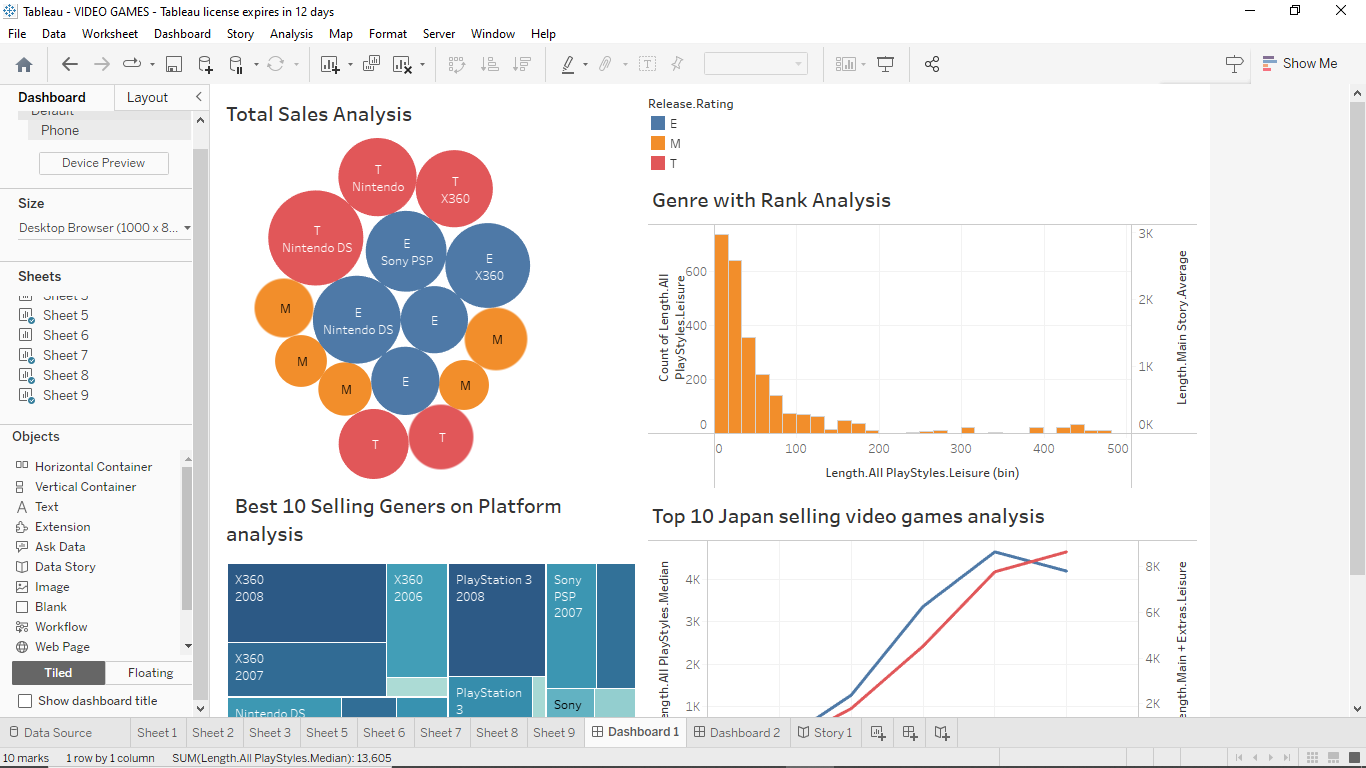 Tableau - VIDEO GAMES - Tableau license expires in 12 days
File Data Worksheet Dashboard Story Analysis Map Format Server Window Help
Show Me
Dashboard Layout
Default
Phone
Device Preview
Size
Desktop Browser (1000 x 8...
Sheets
Sheet 5
Sheet 6
Sheet 7
Sheet 8
Sheet 9
Objects
Horizontal Container
Vertical Container
Text
Extension
Ask Data
Data Story
Image
Blank
Workflow
Web Page
Tiled Floating
Show dashboard title
Total Sales Analysis
T
Nintendo
T
X360
T
Nintendo DS
E
Sony PSP
E
X360
M
E
Nintendo DS
E
M
M
M
E
M
T
T
Release.Rating
E
M
T
Genre with Rank Analysis
Count of Length.All
PlayStyles.Leisure
600
400
200
0
3K
2K
1K
0K
Length.Main Story.Average
0 100 200 300 400 500
Length.All PlayStyles.Leisure (bin)
Best 10 Selling Geners on Platform
analysis
X360
2008
X360
2006
PlayStation 3
2008
Sony
PSP
2007
X360
2007
PlayStation
3
Sony
Nintendo DS
Top 10 Japan selling video games analysis
ength.All PlayStyles.Median
4K
3K
2K
1K
8K
6K
4K
2K
ength.Main + Extras.Leisure
Data Source Sheet 1 Sheet 2 Sheet 3 Sheet 5 Sheet 6 Sheet 7 Sheet 8 Sheet 9 Dashboard 1 Dashboard 2 Story 1
10 marks 1 row by 1 column SUM(Length.All PlayStyles.Median): 13,605